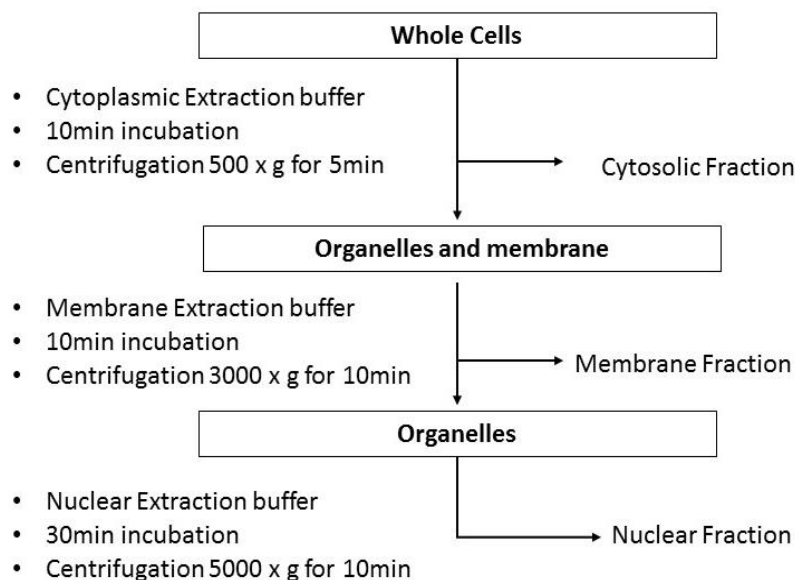 Whole Cells
• Cytoplasmic Extraction buffer
• 10min incubation
• Centrifugation 500 x g for 5min
Cytosolic Fraction
Organelles and membrane
• Membrane Extraction buffer
• 10min incubation
• Centrifugation 3000 x g for 10min
Membrane Fraction
Organelles
• Nuclear Extraction buffer
• 30min incubation
• Centrifugation 5000 x g for 10min
Nuclear Fraction